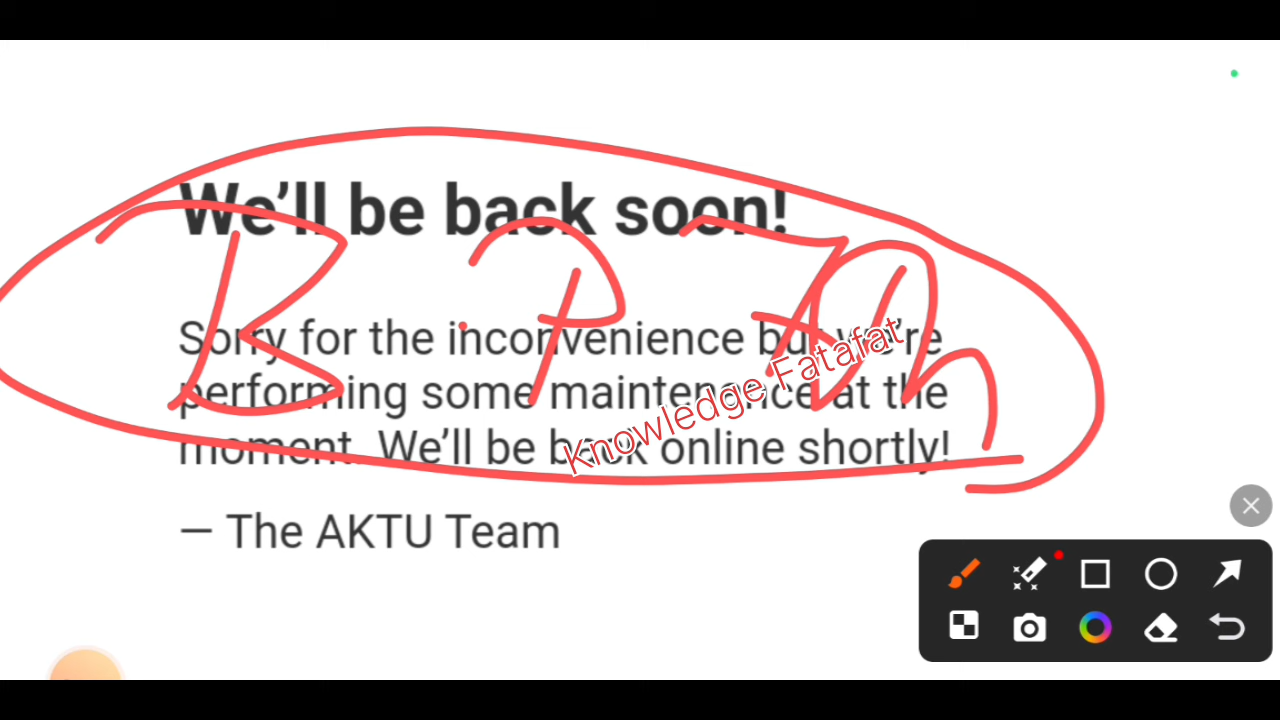 We’ll be back soon!
Sorry for the inconvenience but we’re
performing some maintenance at the
moment. We’ll be back online shortly!
— The AKTU Team
Knowledge Fatafat
B P